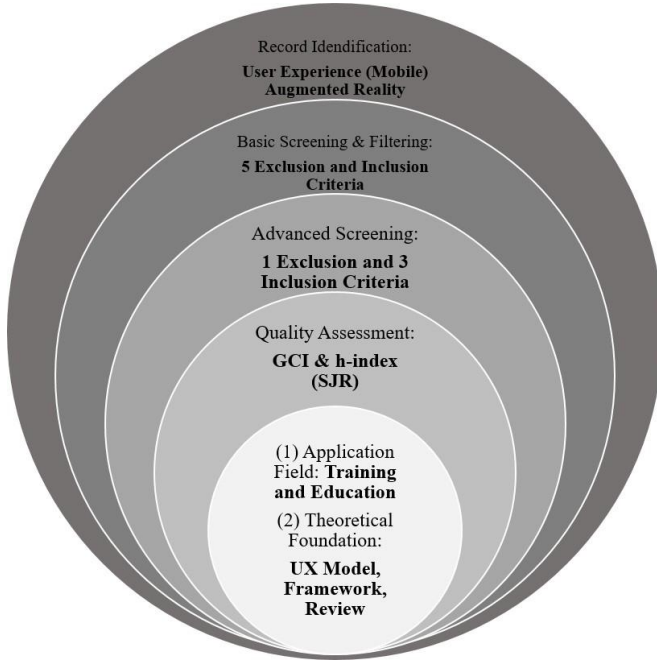 Record Identification:
User Experience (Mobile)
Augmented Reality
Basic Screening & Filtering:
5 Exclusion and Inclusion
Criteria
Advanced Screening:
1 Exclusion and 3
Inclusion Criteria
Quality Assessment:
GCI & h-index
(SJR)
(1) Application
Field: Training
and Education
(2) Theoretical
Foundation:
UX Model,
Framework,
Review